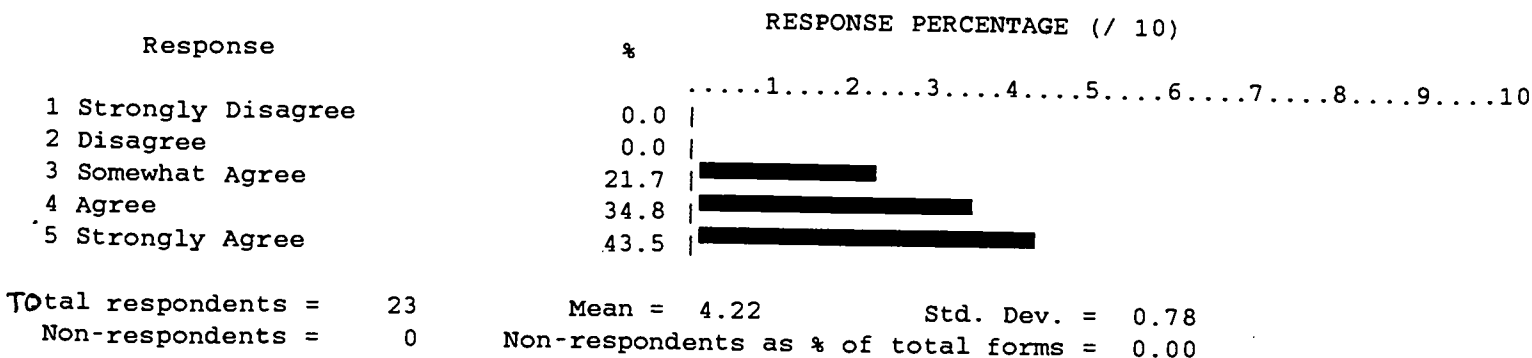 RESPONSE PERCENTAGE (/ 10)
Response %
.....1....2....3....4....5....6....7....8....9....10
1 Strongly Disagree 0.0 |
2 Disagree 0.0 |
3 Somewhat Agree 21.7 |
4 Agree 34.8 |
5 Strongly Agree 43.5 |
TOtal respondents = 23 Mean = 4.22 Std. Dev. = 0.78
Non-respondents = 0 Non-respondents as % of total forms = 0.00